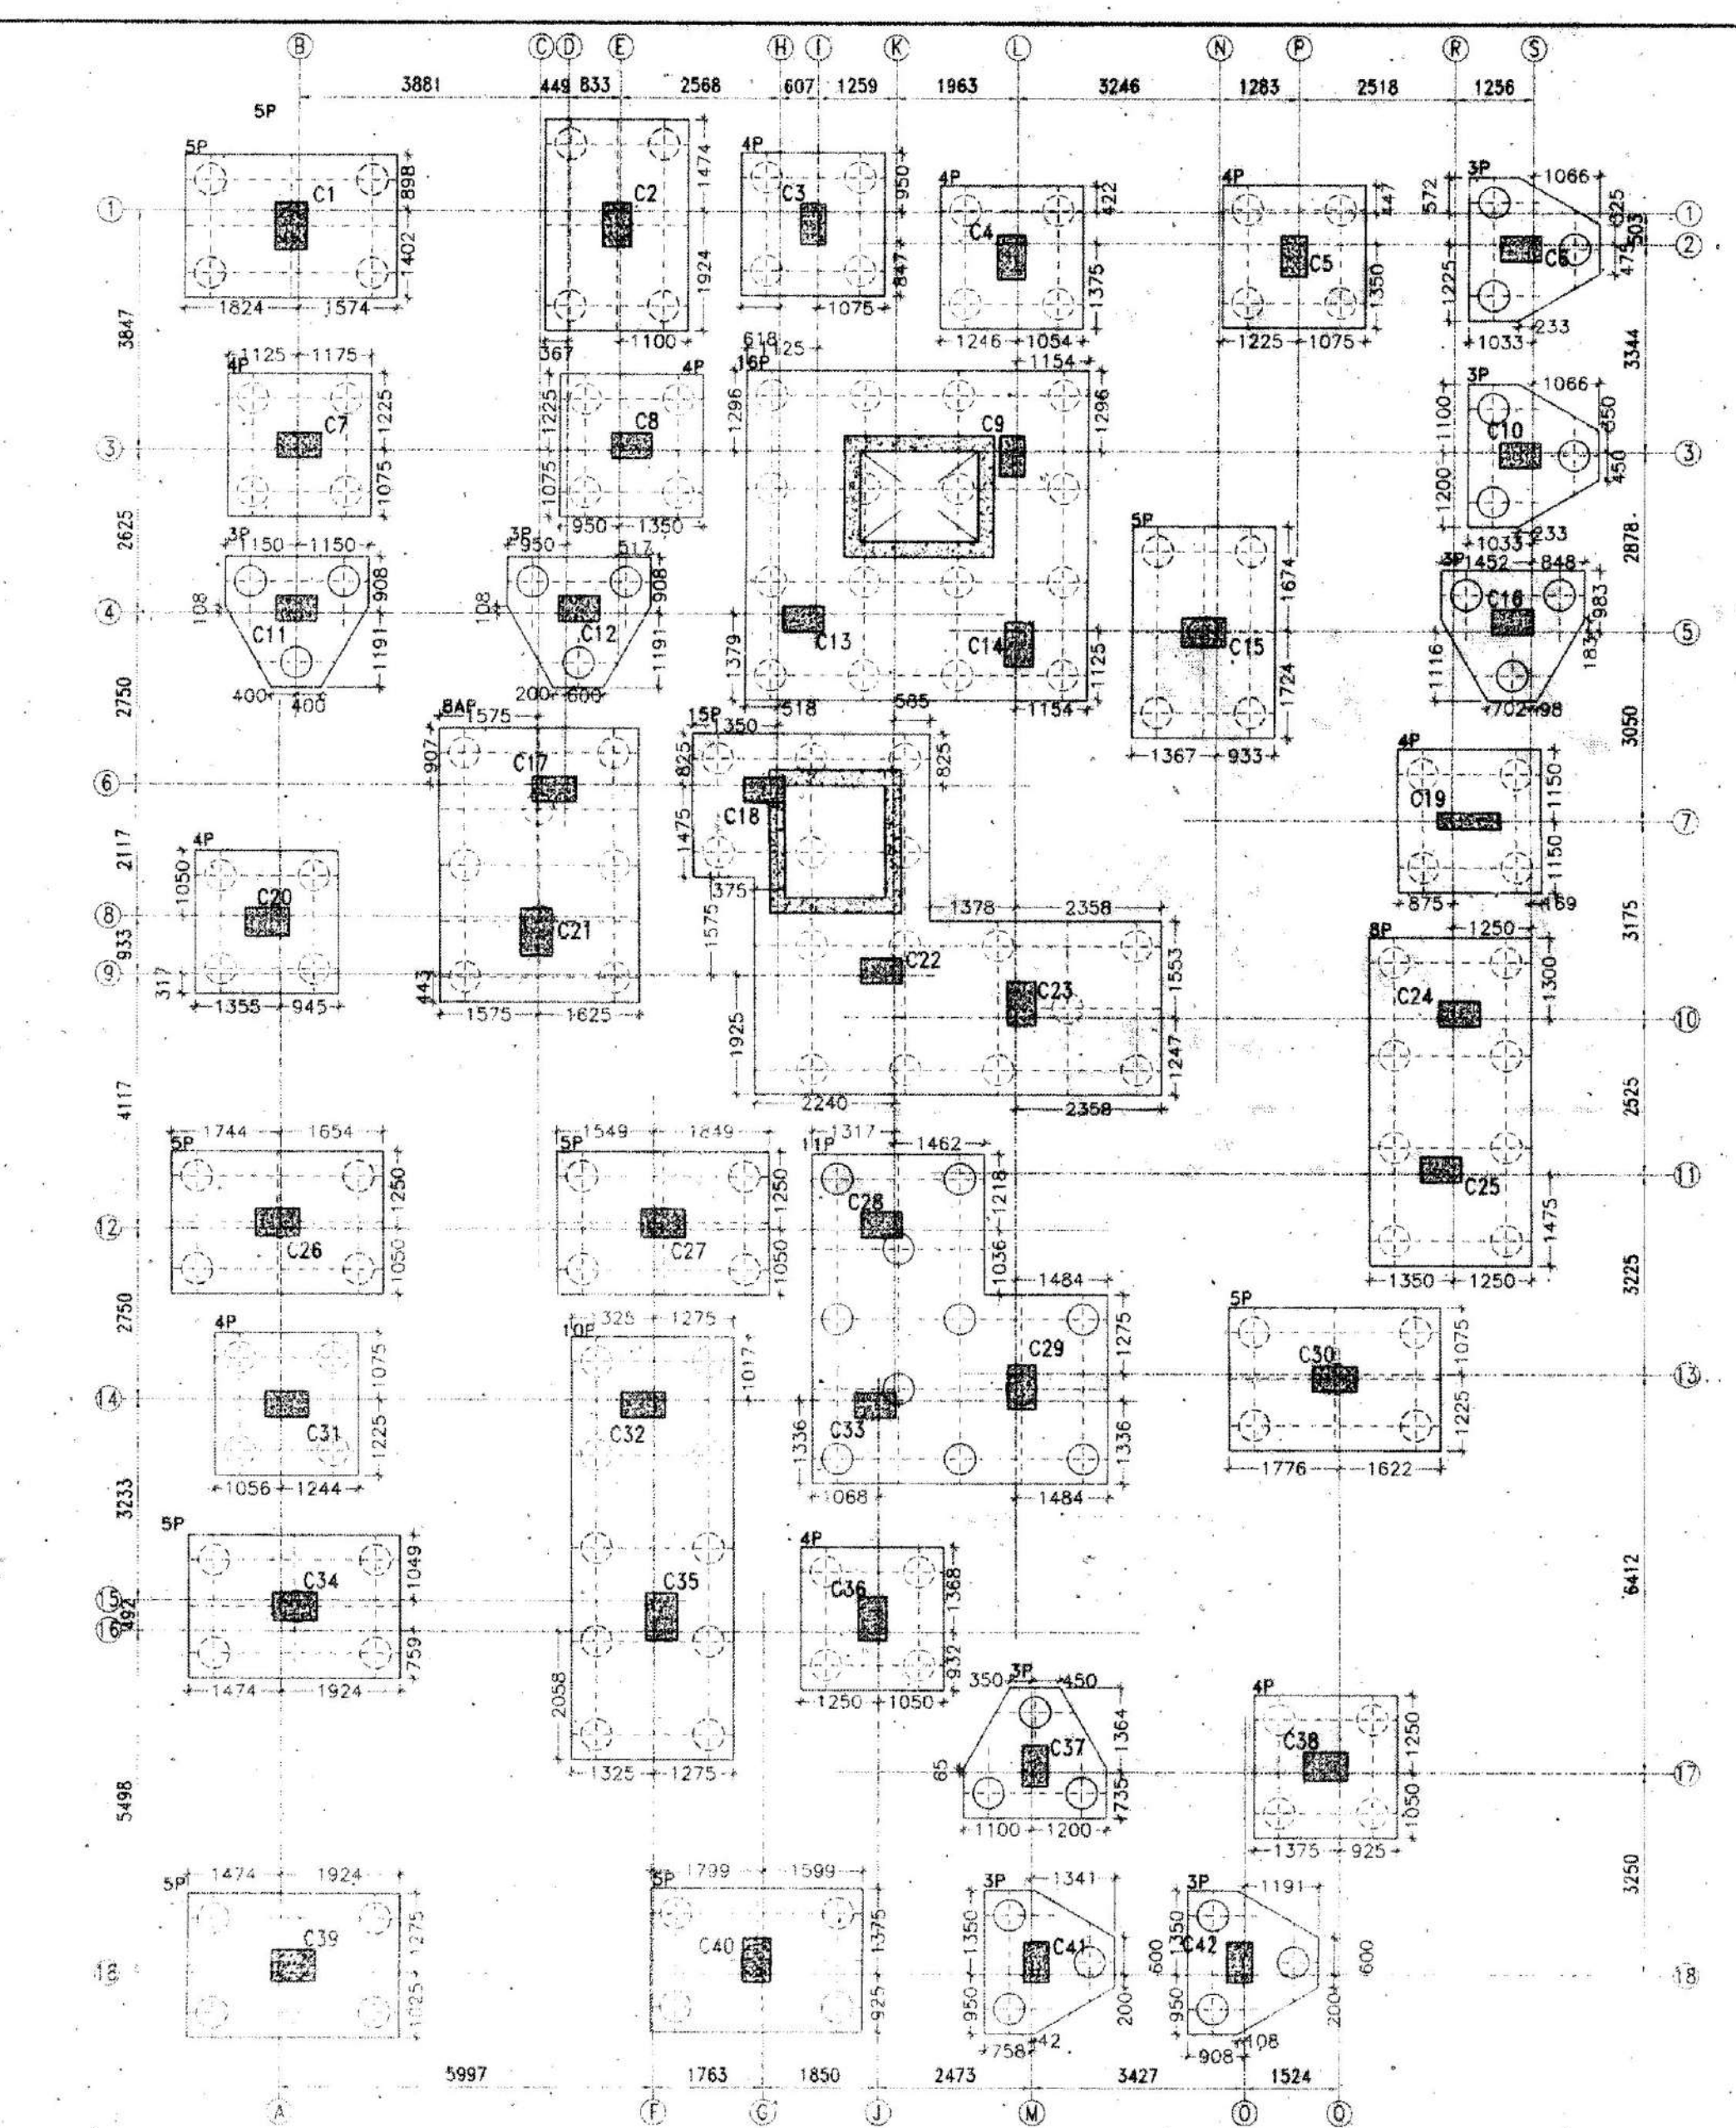 B C D E H I K L N P R S
3881 449 833 2568 607 1259 1963 3246 1283 2518 1256
5P
5P C1 898 1402 1824 1574
C2 1474 1924 367 1100
4P C3 950 847 1075
4P C4 422 1375 1246 1054
4P C5 447 1350 1225 1075
3P C6 572 1066 625 503 475 1225 233 1033
1 1
2
3847 3344
4P C7 1125 1175 1225 1075
4P C8 1225 1075 950 1350
16P 618 1125 1154 1296 1296 C9 C13 C14 1379 1125 518 1154
3P C10 1066 1100 350 450 1200 233 1033
3 3
2625 2878
3P 1150 1150 908 108 C11 1191 400 400
3P 950 517 908 108 C12 1191 200 600
5P C15 1674 1724 1367 933
3P 1452 848 C16 983 183 1116 702 98
4 5
2750 3050
8AP 1575 907 C17 C21 443 1575 1625
15P 1350 585 825 825 C18 1475 375 1575 1378 2358 C22 C23 1553 1925 1247 2240 2358
4P C19 1150 1150 875 169
6 7
2117 3175
4P 1050 C20 317 1355 945
8P 1250 1300 C24 C25 1475 1350 1250
8
933
9 10
4117 2525
1744 1654 5P C26 1250 1050
1549 1849 5P C27 1250 1050
1317 11P 1462 C28 1218 1036 1484 C29 1275 C33 1336 1336 1068 1484
11
12
2750 3225
4P C31 1075 1225 1056 1244
325 1275 10P 1017 C32 C35 2058 1325 1275
5P C30 1075 1225 1776 1622
14 13
3233
5P C34 1049 759 1474 1924
4P C36 1368 932 1250 1050
15
492
16
6412
350 3P 450 1364 C37 65 735 1100 1200
4P C38 1250 1050 1375 925
17
5498 3250
1474 1924 5P C39 1275 1025
1799 1599 5P C40 1375 925
3P 1341 1350 C41 600 950 200 42 758
3P 1191 1350 C42 600 950 200 108 908
18
5997 1763 1850 2473 3427 1524
A F G J M O Q